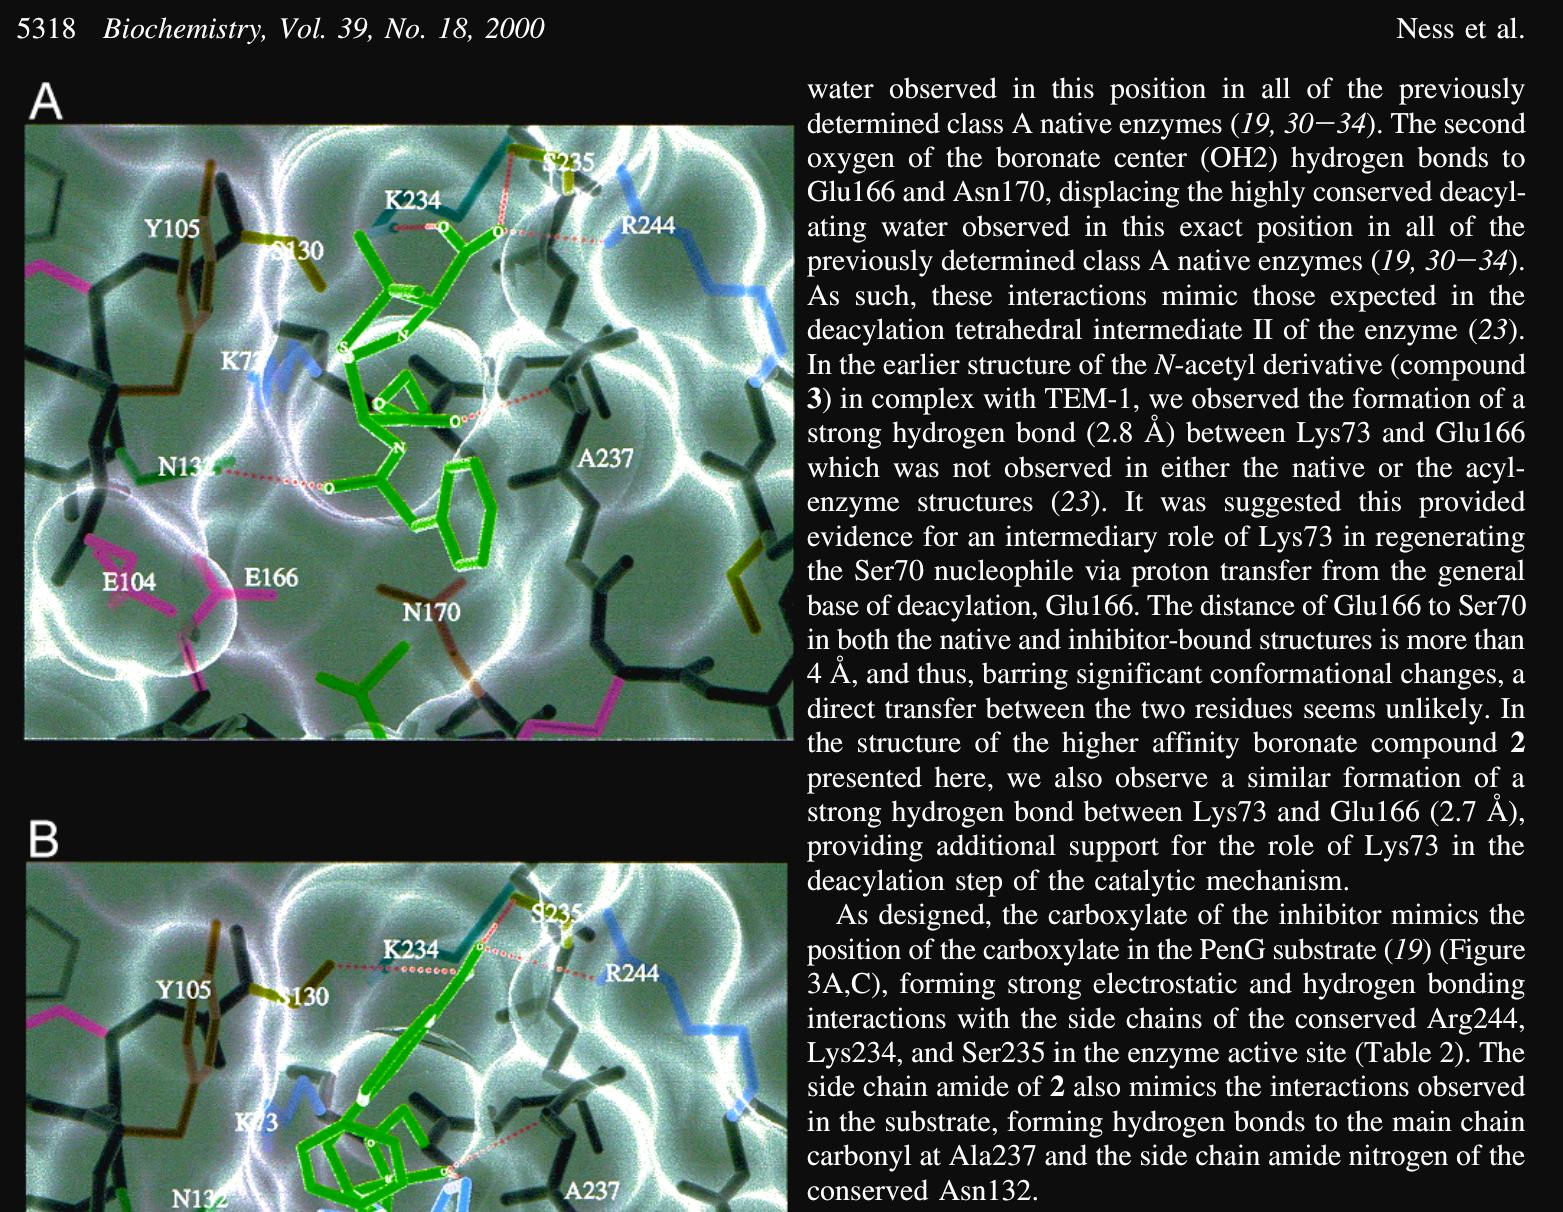 5318 Biochemistry, Vol. 39, No. 18, 2000
Ness et al.
A
S235
K234
R244
Y105
S130
K73
N132
A237
E104
E166
N170
O
O
N
S
O
O
N
O
B
S235
K234
R244
Y105
S130
K73
N132
A237
water observed in this position in all of the previously
determined class A native enzymes (19, 30−34). The second
oxygen of the boronate center (OH2) hydrogen bonds to
Glu166 and Asn170, displacing the highly conserved deacyl-
ating water observed in this exact position in all of the
previously determined class A native enzymes (19, 30−34).
As such, these interactions mimic those expected in the
deacylation tetrahedral intermediate II of the enzyme (23).
In the earlier structure of the N-acetyl derivative (compound
3) in complex with TEM-1, we observed the formation of a
strong hydrogen bond (2.8 Å) between Lys73 and Glu166
which was not observed in either the native or the acyl-
enzyme structures (23). It was suggested this provided
evidence for an intermediary role of Lys73 in regenerating
the Ser70 nucleophile via proton transfer from the general
base of deacylation, Glu166. The distance of Glu166 to Ser70
in both the native and inhibitor-bound structures is more than
4 Å, and thus, barring significant conformational changes, a
direct transfer between the two residues seems unlikely. In
the structure of the higher affinity boronate compound 2
presented here, we also observe a similar formation of a
strong hydrogen bond between Lys73 and Glu166 (2.7 Å),
providing additional support for the role of Lys73 in the
deacylation step of the catalytic mechanism.
As designed, the carboxylate of the inhibitor mimics the
position of the carboxylate in the PenG substrate (19) (Figure
3A,C), forming strong electrostatic and hydrogen bonding
interactions with the side chains of the conserved Arg244,
Lys234, and Ser235 in the enzyme active site (Table 2). The
side chain amide of 2 also mimics the interactions observed
in the substrate, forming hydrogen bonds to the main chain
carbonyl at Ala237 and the side chain amide nitrogen of the
conserved Asn132.